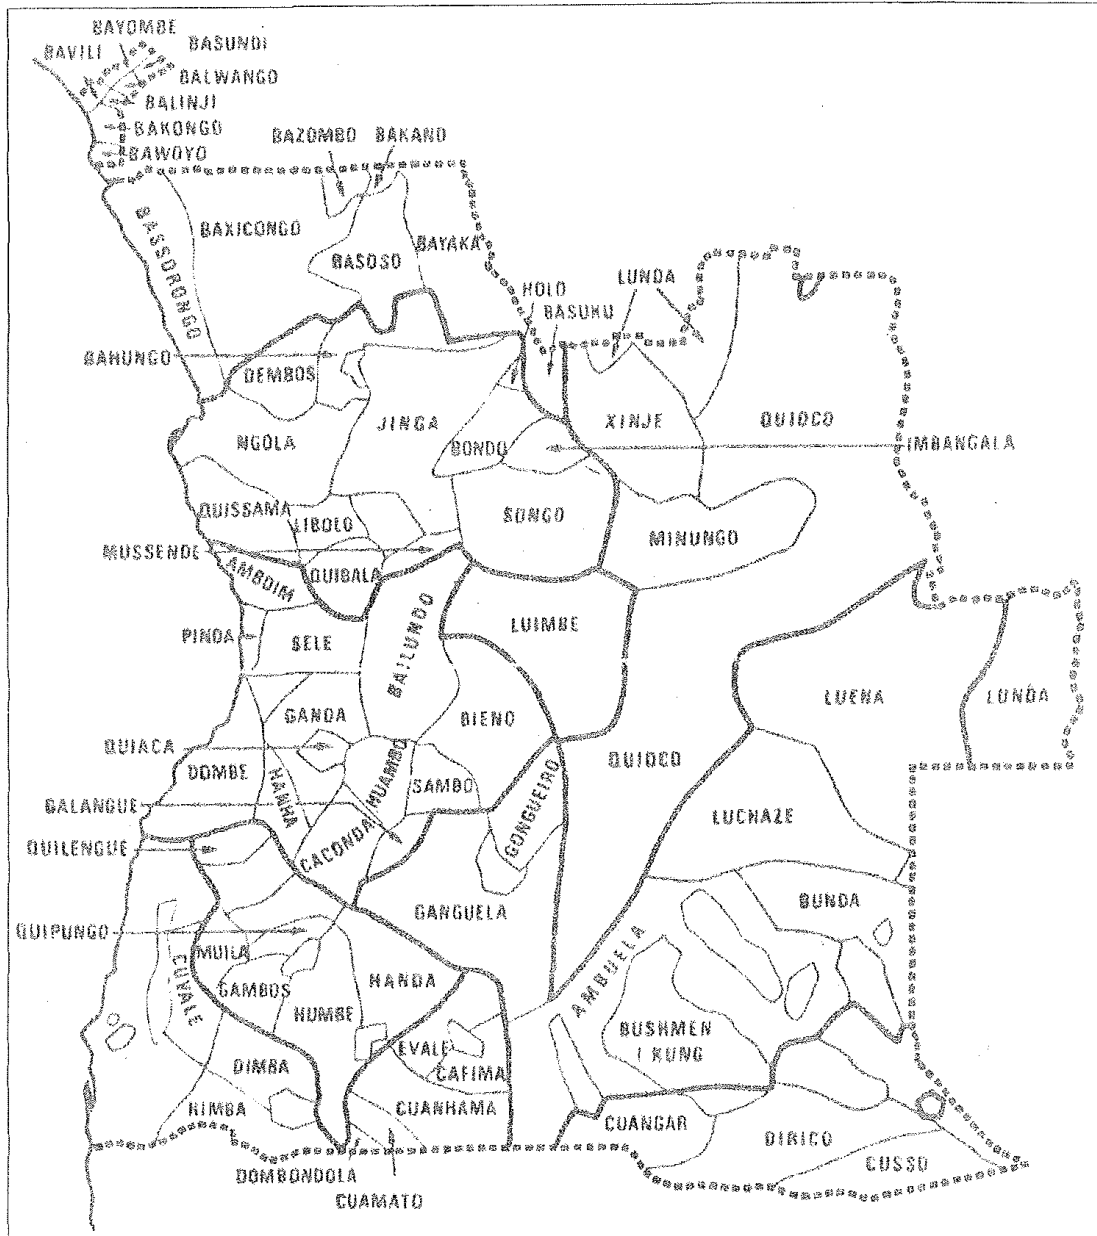 BAYOMBE
BAVILI
BASUNDI
BALWANGO
BALINJI
BAKONGO
BAWOYO
BAZOMBO
BAKANO
BASSORONGO
BAXICONGO
BASOSO
BAYAKA
HOLO
BASUKU
LUNDA
BAHUNGO
DEMBOS
JINGA
NGOLA
BONDO
XINJE
QUIOCO
IMBANGALA
QUISSAMA
LIBOLO
SONGO
MINUNGO
MUSSENDE
AMBOIM
QUIBALA
PINDA
SELE
BAILUNDO
LUIMBE
LUENA
LUNDA
GANDA
BIENO
QUIACA
DOMBE
HANHA
HUAMBO
SAMBO
GONGUEIRO
QUIOCO
GALANGUE
LUCHAZE
QUILENGUE
CACONDA
GANGUELA
BUNDA
QUIPUNGO
MUILA
CUVALE
GAMBOS
HUMBE
HANDA
AMBUELA
BUSHMEN
! KUNG
EVALE
CAFIMA
DIMBA
HIMBA
CUANHAMA
CUANGAR
DIRICO
CUSSO
DOMBONDOLA
CUAMATO